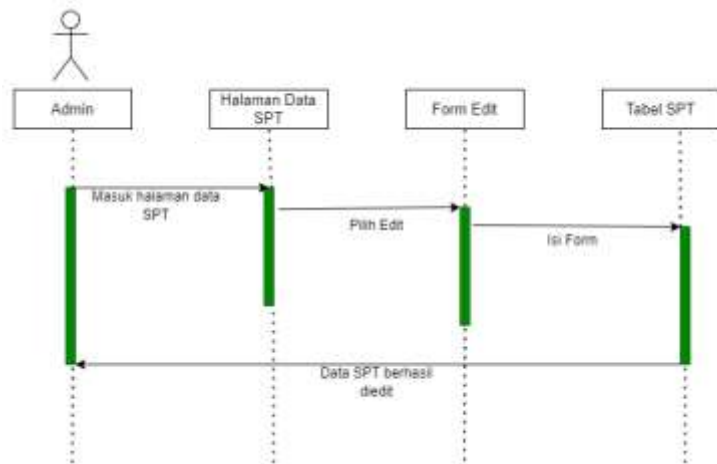 Admin
Halaman Data
SPT
Form Edit
Tabel SPT
Masuk halaman data
SPT
Pilih Edit
Isi Form
Data SPT berhasil
diedit